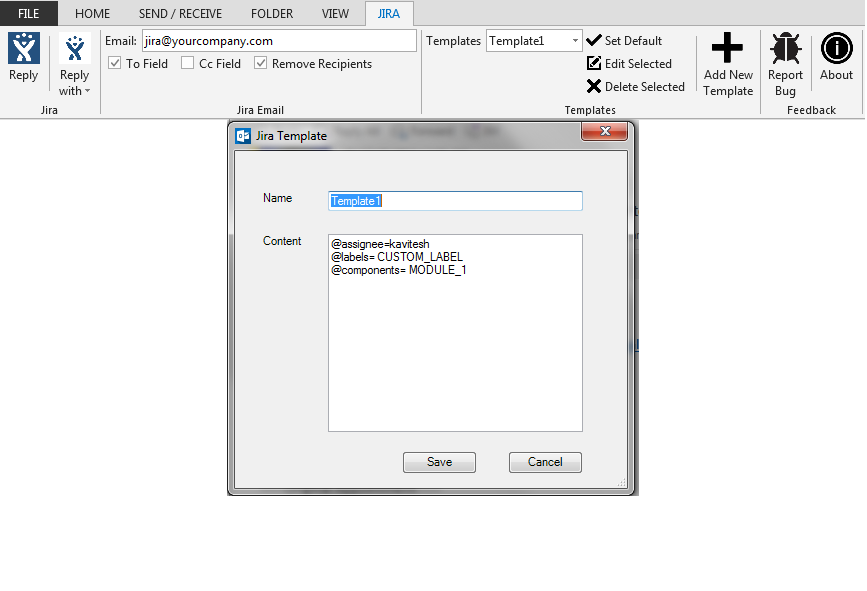 FILE HOME SEND / RECEIVE FOLDER VIEW JIRA
Email: jira@yourcompany.com Templates Template1 Set Default
To Field Cc Field Remove Recipients Edit Selected
Delete Selected
Reply Reply with Add New Template Report Bug About
Jira Jira Email Templates Feedback
Jira Template
Name Template1
Content @assignee=kavitesh
@labels= CUSTOM_LABEL
@components= MODULE_1
Save Cancel